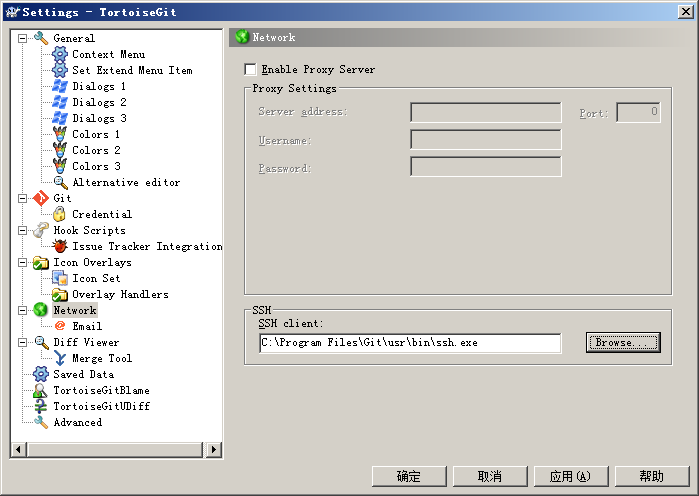 Settings - TortoiseGit
General
Context Menu
Set Extend Menu Item
Dialogs 1
Dialogs 2
Dialogs 3
Colors 1
Colors 2
Colors 3
Alternative editor
Git
Credential
Hook Scripts
Issue Tracker Integration
Icon Overlays
Icon Set
Overlay Handlers
Network
Email
Diff Viewer
Merge Tool
Saved Data
TortoiseGitBlame
TortoiseGitUDiff
Advanced
Network
Enable Proxy Server
Proxy Settings
Server address:
Port: 0
Username:
Password:
SSH
SSH client:
C:\Program Files\Git\usr\bin\ssh.exe Browse...
确定 取消 应用(A) 帮助